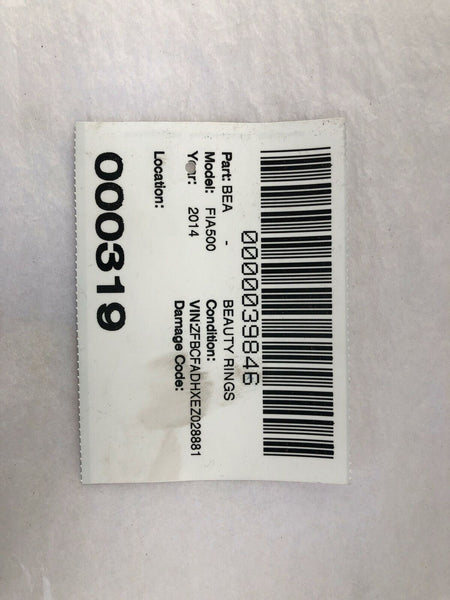 0000039846
Part: BEA - BEAUTY RINGS
Model: FIA500 Condition:
Year: 2014 VIN:ZFBCFADHXEZ028881
Damage Code:
Location:
000319